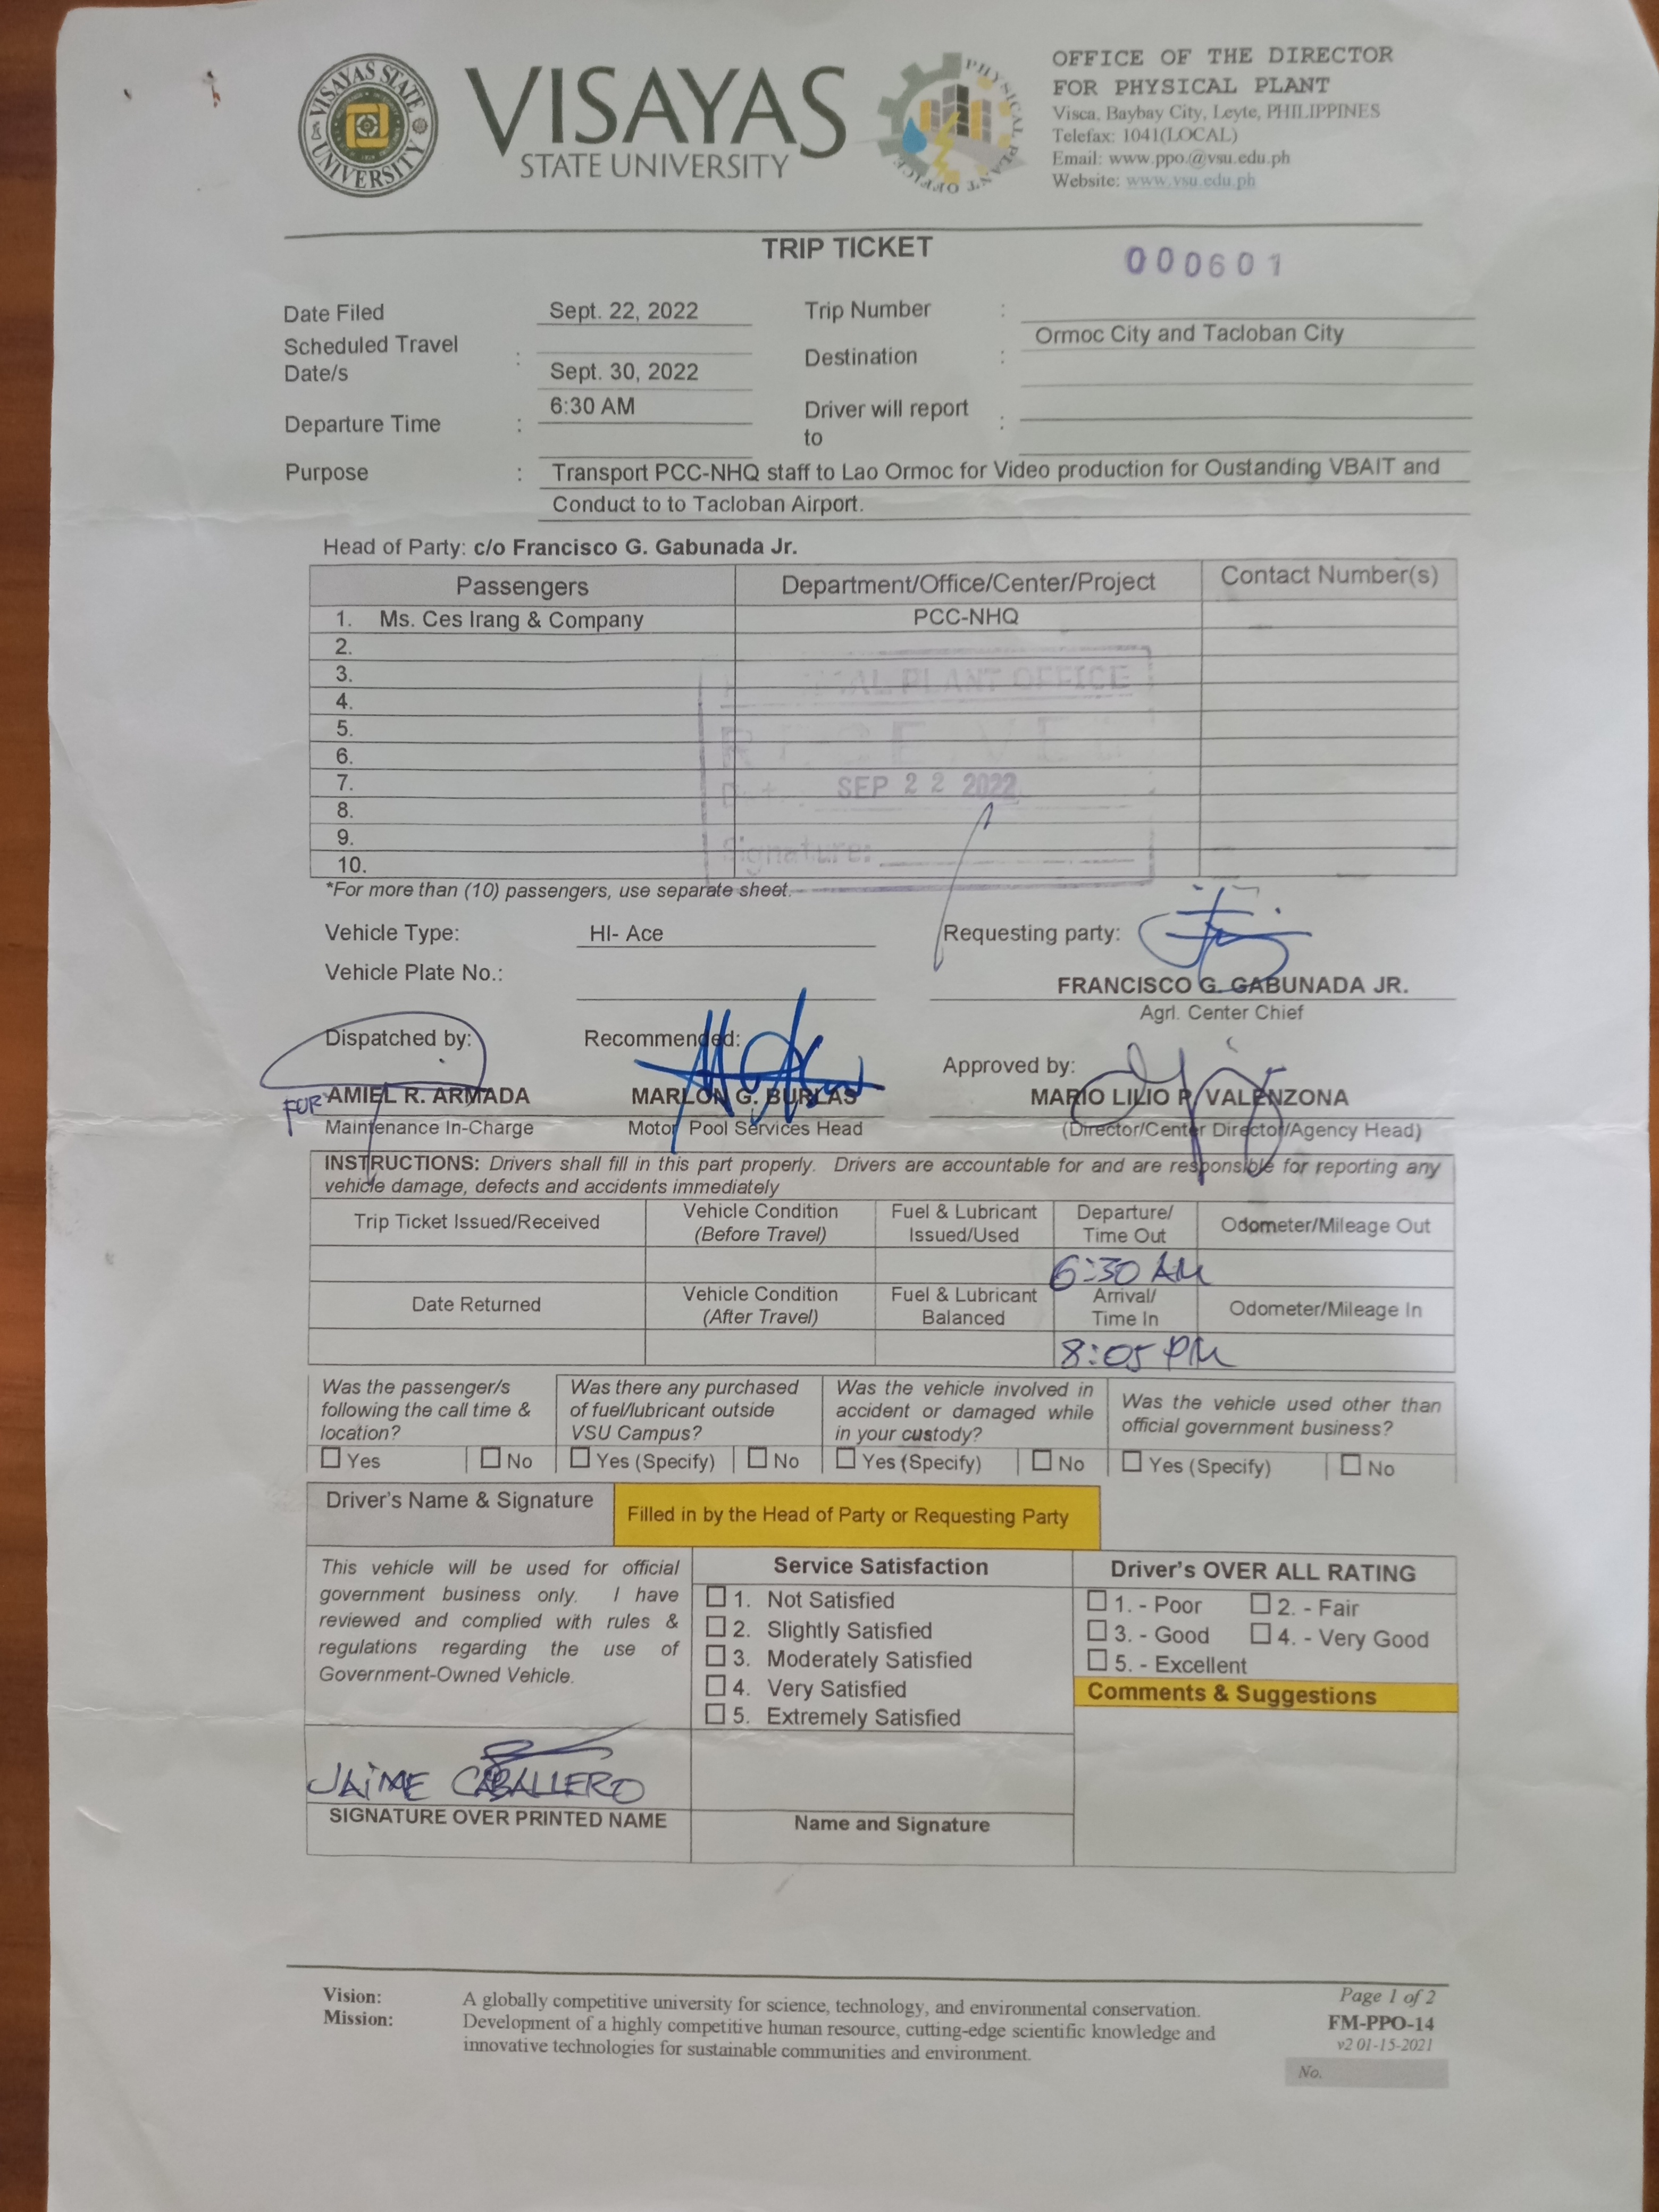 VISAYAS STATE UNIVERSITY
VISAYAS
STATE UNIVERSITY
PHYSICAL PLANT OFFICE
OFFICE OF THE DIRECTOR
FOR PHYSICAL PLANT
Visca, Baybay City, Leyte, PHILIPPINES
Telefax: 1041(LOCAL)
Email: www.ppo.@vsu.edu.ph
Website: www.vsu.edu.ph
TRIP TICKET
000601
Date Filed Sept. 22, 2022 Trip Number :
Scheduled Travel Date/s : Sept. 30, 2022 Destination : Ormoc City and Tacloban City
Departure Time : 6:30 AM Driver will report to :
Purpose : Transport PCC-NHQ staff to Lao Ormoc for Video production for Oustanding VBAIT and
Conduct to to Tacloban Airport.
Head of Party: c/o Francisco G. Gabunada Jr.
Passengers Department/Office/Center/Project Contact Number(s)
1. Ms. Ces Irang & Company PCC-NHQ
2.
3.
4.
5.
6.
7.
8.
9.
10.
PLANT OFFICE
SEP 22 2022
Signature:
*For more than (10) passengers, use separate sheet.
Vehicle Type: HI- Ace Requesting party:
Vehicle Plate No.:
FRANCISCO G. GABUNADA JR.
Agrl. Center Chief
Dispatched by: Recommended: Approved by:
FOR AMIEL R. ARMADA MARLON G. BURLAS MARIO LILIO P. VALENZONA
Maintenance In-Charge Motor Pool Services Head (Director/Center Director/Agency Head)
INSTRUCTIONS: Drivers shall fill in this part properly. Drivers are accountable for and are responsible for reporting any
vehicle damage, defects and accidents immediately
Trip Ticket Issued/Received Vehicle Condition (Before Travel) Fuel & Lubricant Issued/Used Departure/ Time Out Odometer/Mileage Out
6:30 AM
Date Returned Vehicle Condition (After Travel) Fuel & Lubricant Balanced Arrival/ Time In Odometer/Mileage In
8:05 PM
Was the passenger/s following the call time & location? Was there any purchased of fuel/lubricant outside VSU Campus? Was the vehicle involved in accident or damaged while in your custody? Was the vehicle used other than official government business?
☐ Yes ☐ No ☐ Yes (Specify) ☐ No ☐ Yes (Specify) ☐ No ☐ Yes (Specify) ☐ No
Driver's Name & Signature Filled in by the Head of Party or Requesting Party
This vehicle will be used for official
government business only. I have
reviewed and complied with rules &
regulations regarding the use of
Government-Owned Vehicle.
Service Satisfaction
☐ 1. Not Satisfied
☐ 2. Slightly Satisfied
☐ 3. Moderately Satisfied
☐ 4. Very Satisfied
☐ 5. Extremely Satisfied
Driver's OVER ALL RATING
☐ 1. - Poor ☐ 2. - Fair
☐ 3. - Good ☐ 4. - Very Good
☐ 5. - Excellent
Comments & Suggestions
JAIME CABALLERO
SIGNATURE OVER PRINTED NAME Name and Signature
Vision: A globally competitive university for science, technology, and environmental conservation.
Mission: Development of a highly competitive human resource, cutting-edge scientific knowledge and
innovative technologies for sustainable communities and environment.
Page 1 of 2
FM-PPO-14
v2 01-15-2021
No.